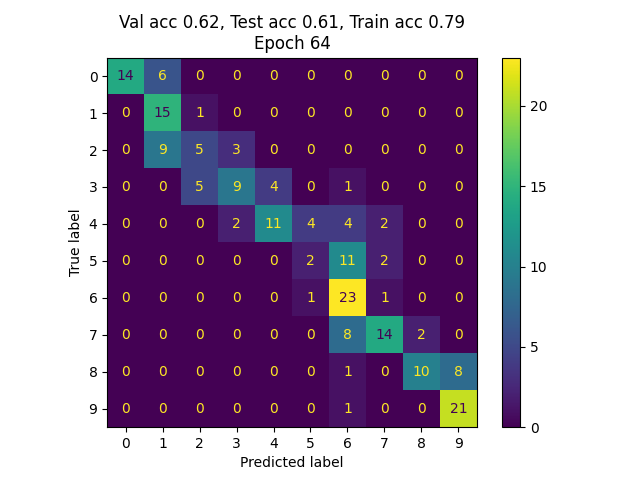 Val acc 0.62, Test acc 0.61, Train acc 0.79
Epoch 64
0 14 6 0 0 0 0 0 0 0 0
1 0 15 1 0 0 0 0 0 0 0
2 0 9 5 3 0 0 0 0 0 0
3 0 0 5 9 4 0 1 0 0 0
4 0 0 0 2 11 4 4 2 0 0
5 0 0 0 0 0 2 11 2 0 0
6 0 0 0 0 0 1 23 1 0 0
7 0 0 0 0 0 0 8 14 2 0
8 0 0 0 0 0 0 1 0 10 8
9 0 0 0 0 0 0 1 0 0 21
0 1 2 3 4 5 6 7 8 9
Predicted label
True label
20
15
10
5
0